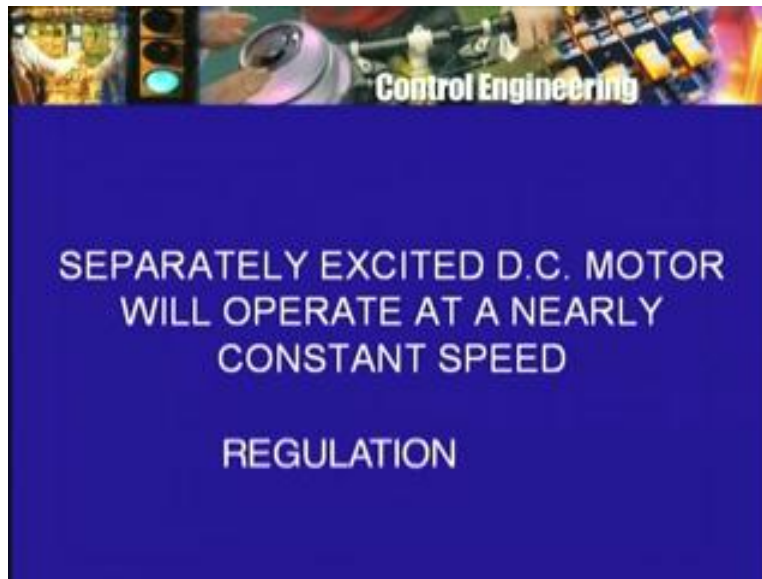 Control Engineering
SEPARATELY EXCITED D.C. MOTOR
WILL OPERATE AT A NEARLY
CONSTANT SPEED
REGULATION